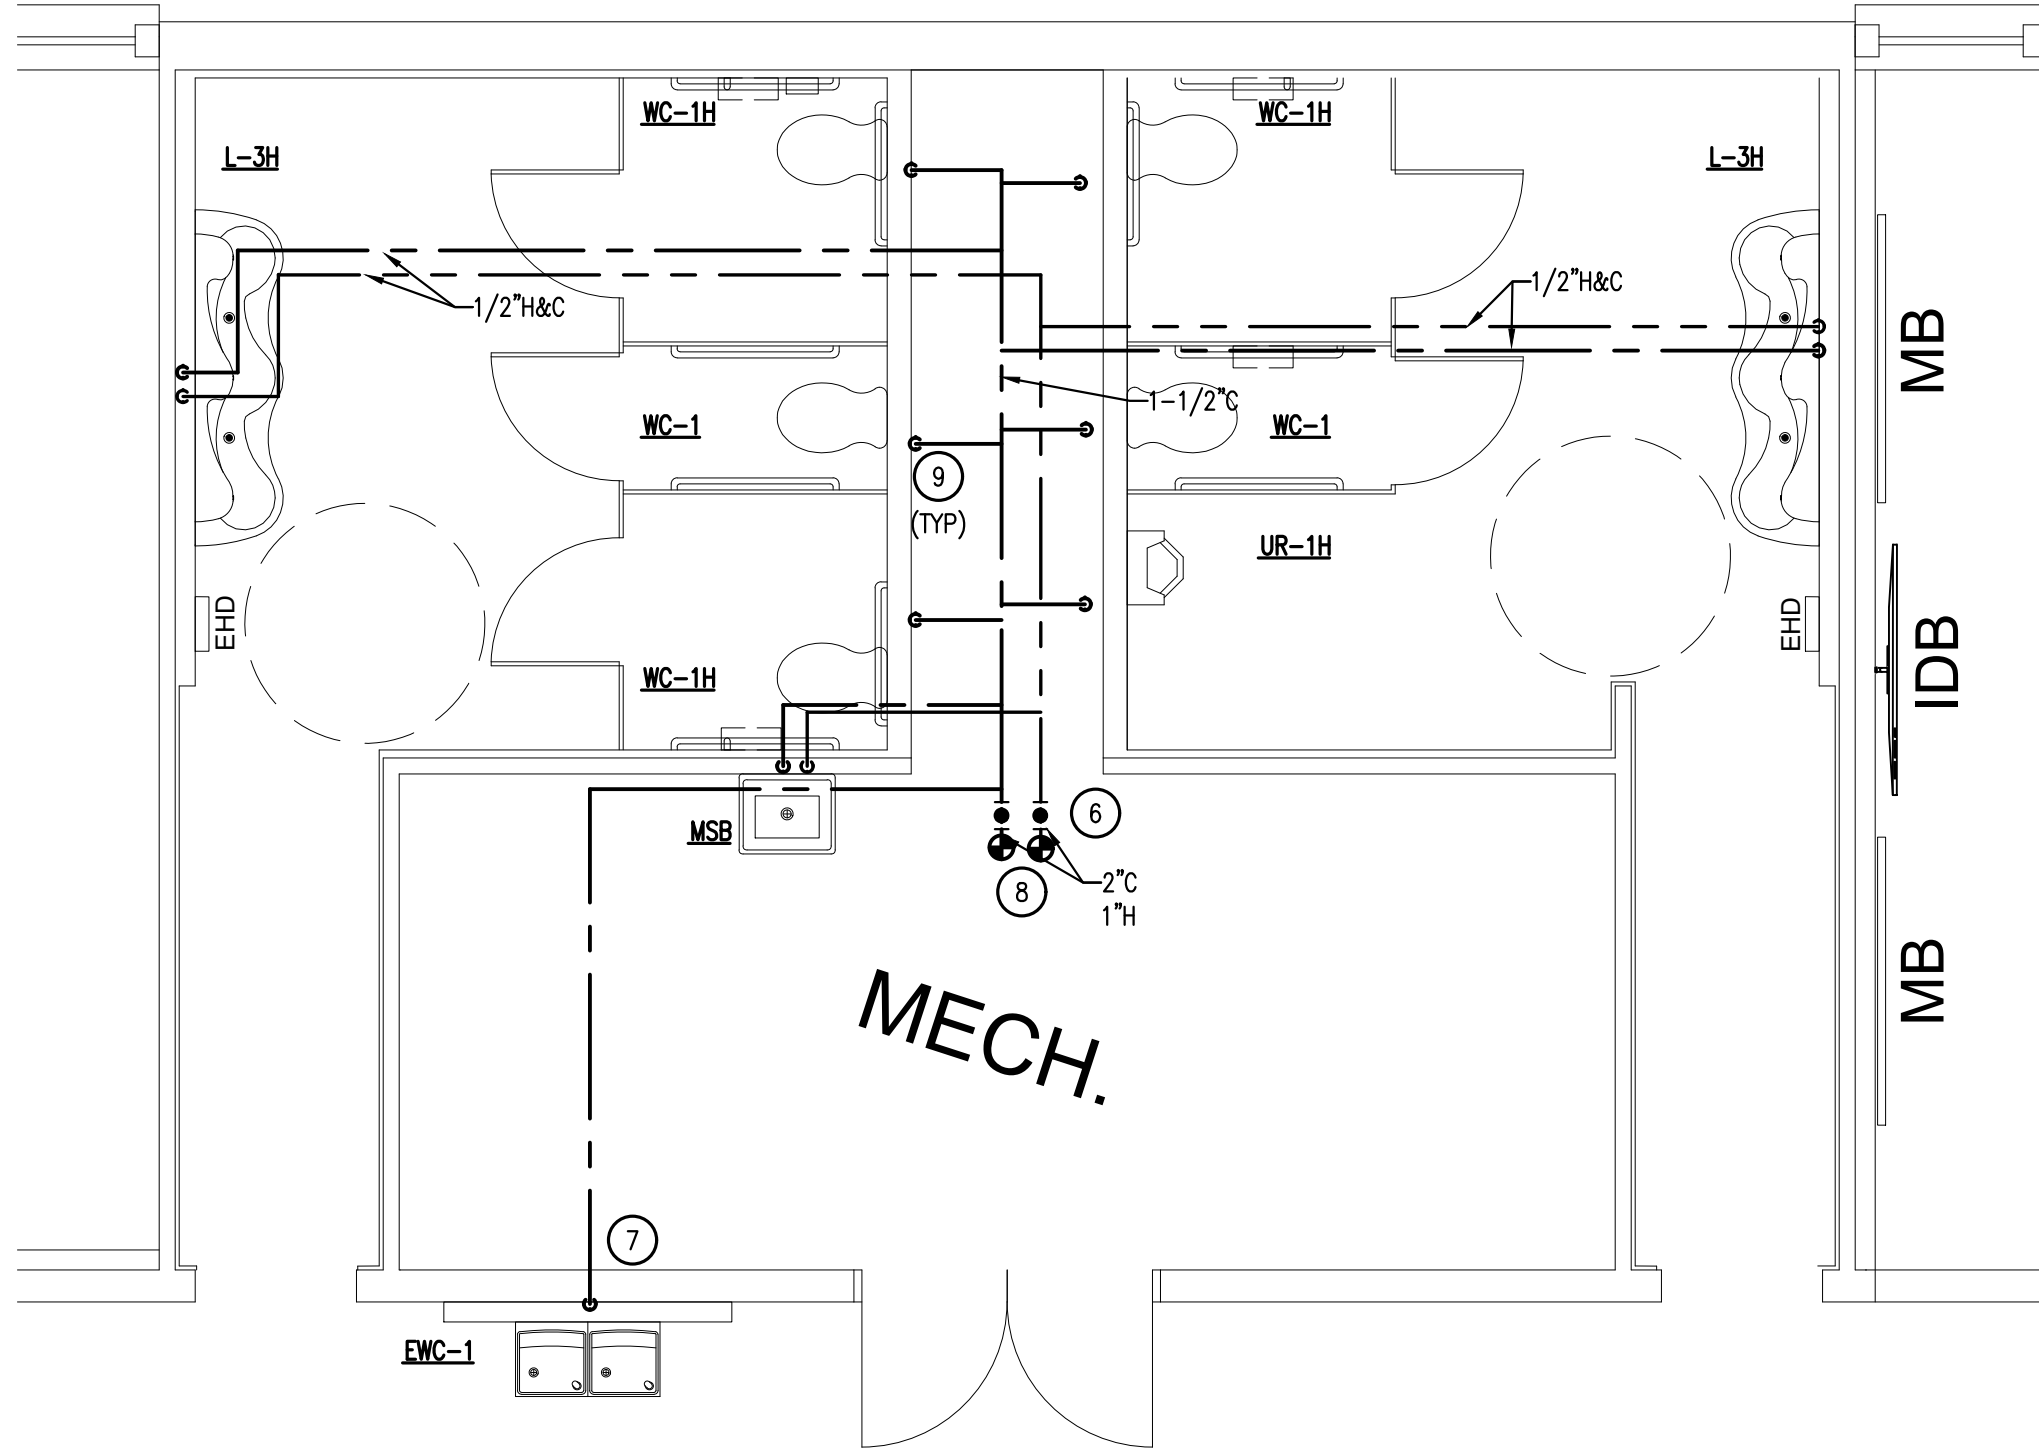 WC-1H
WC-1H
L-3H
L-3H
1/2"H&C
1/2"H&C
MB
1-1/2"C
WC-1
WC-1
9
(TYP)
UR-1H
EHD
EHD
IDB
WC-1H
6
MSB
2"C
1"H
8
MB
MECH.
7
EWC-1